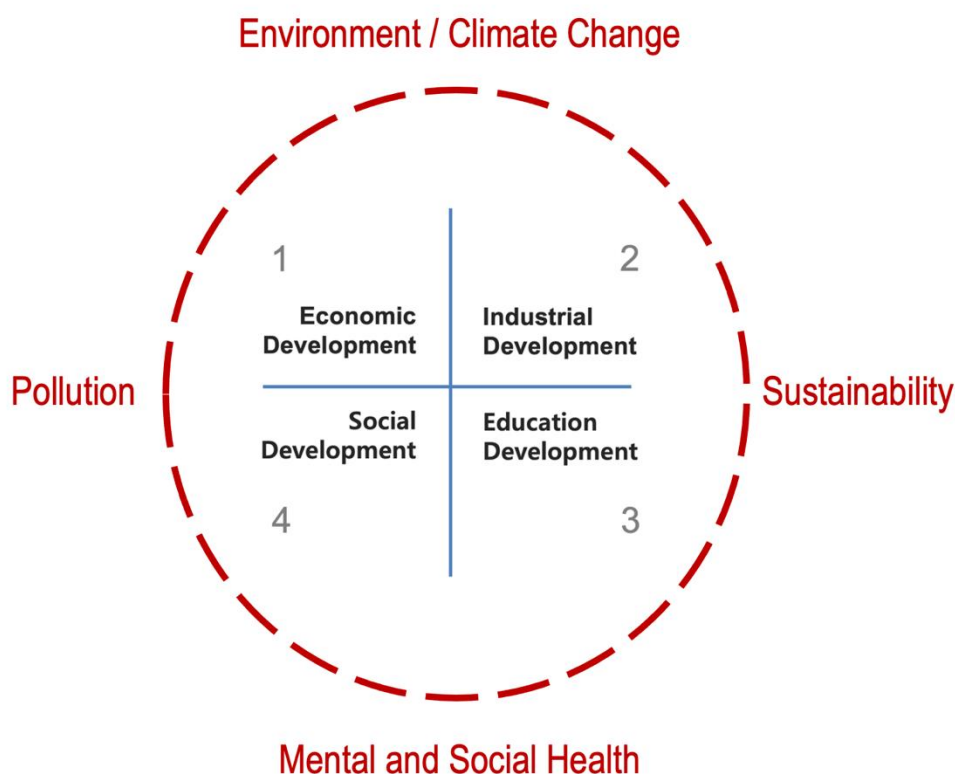 Environment / Climate Change
1
2
Economic
Development
Industrial
Development
Pollution
Sustainability
Social
Development
Education
Development
4
3
Mental and Social Health